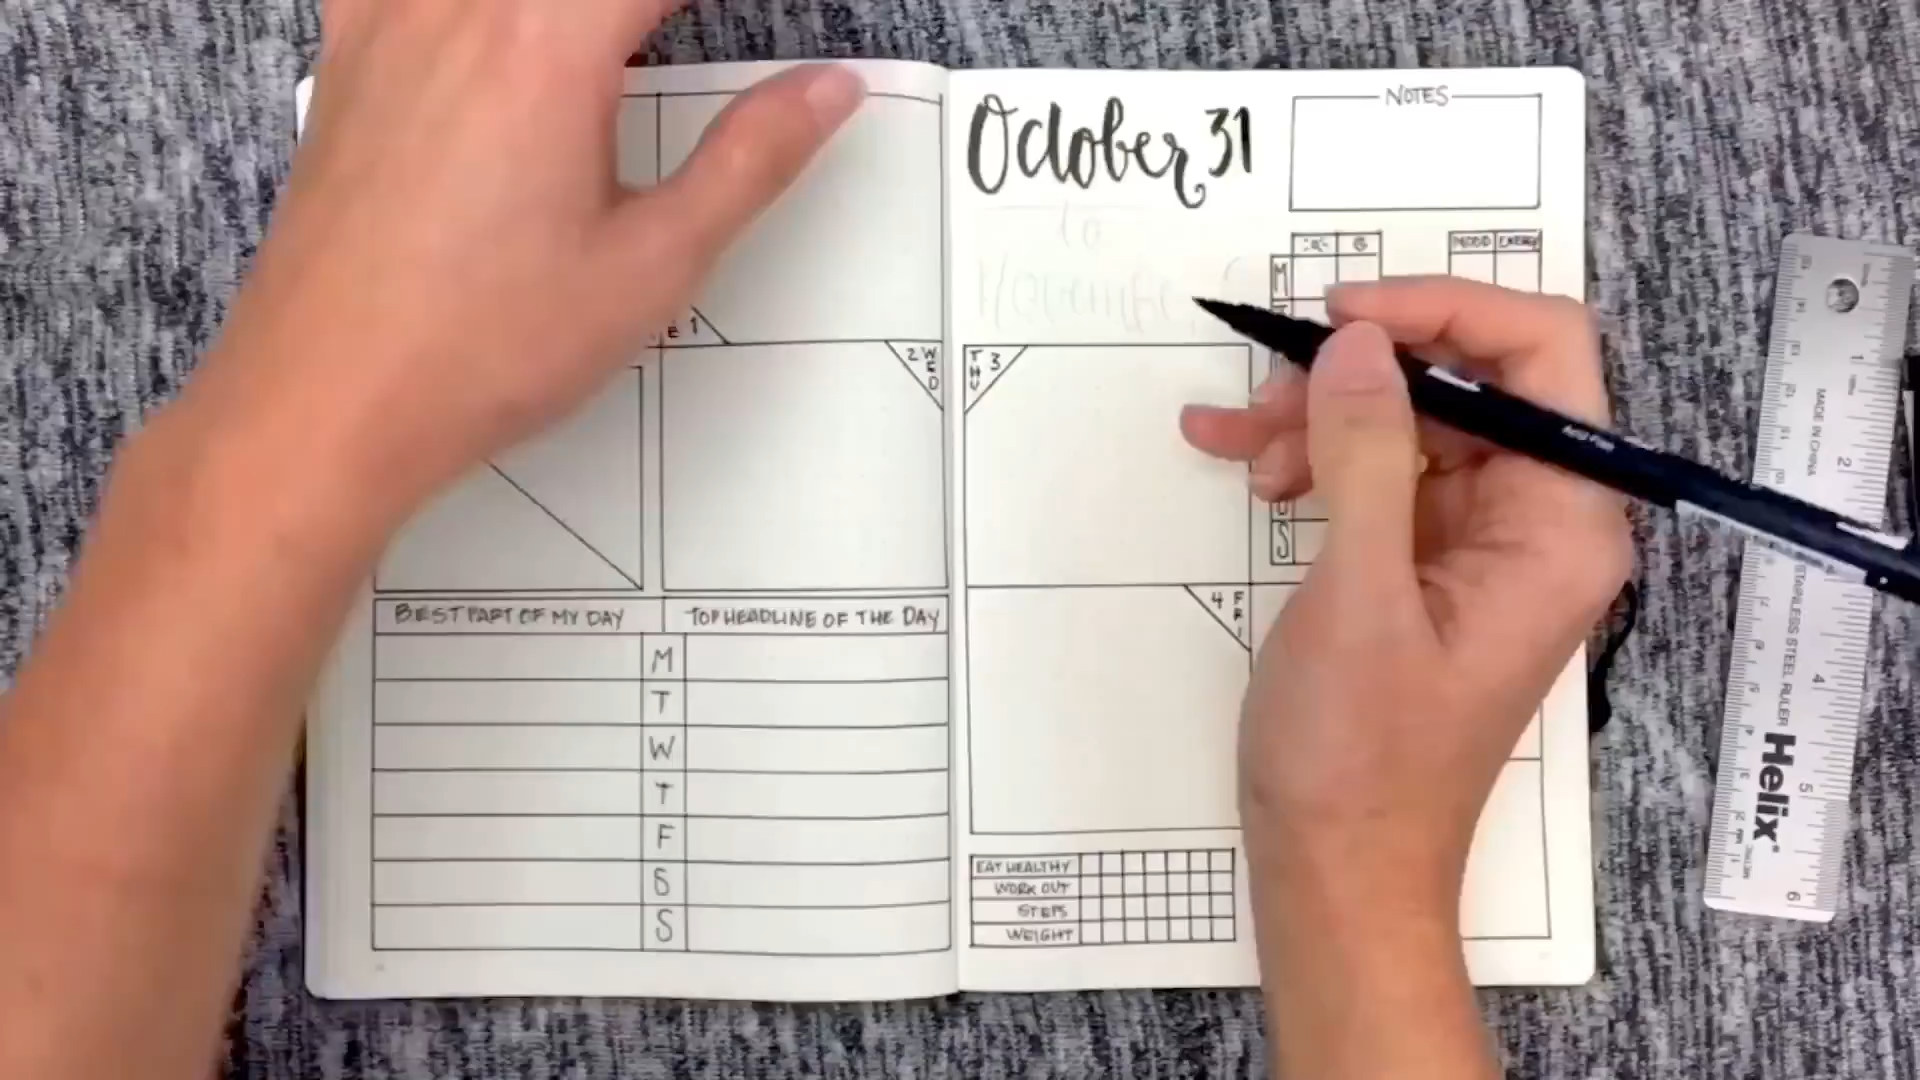 October 31
to
November 6
NOTES
MOOD ENERGY
M
S
E 1
2 WED
THU 3
4 FRI
BEST PART OF MY DAY
TOP HEADLINE OF THE DAY
M
T
W
T
F
S
S
EAT HEALTHY
WORK OUT
STEPS
WEIGHT
MADE IN CHINA
STAINLESS STEEL RULER
Helix
1
2
4
5
6